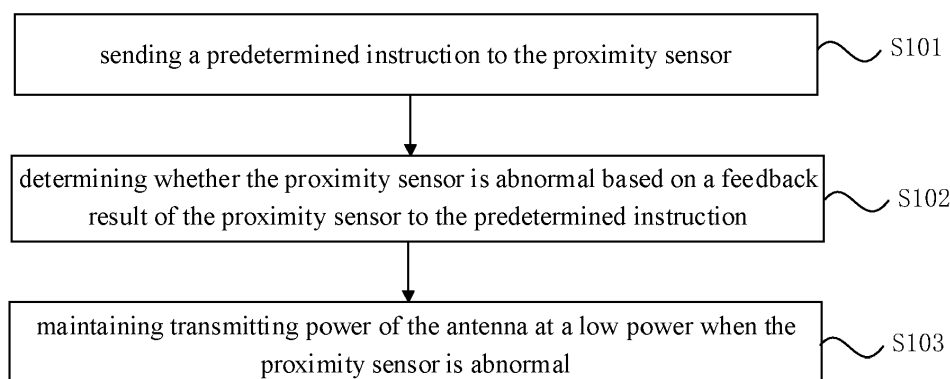 sending a predetermined instruction to the proximity sensor
S101
determining whether the proximity sensor is abnormal based on a feedback
result of the proximity sensor to the predetermined instruction
S102
maintaining transmitting power of the antenna at a low power when the
proximity sensor is abnormal
S103